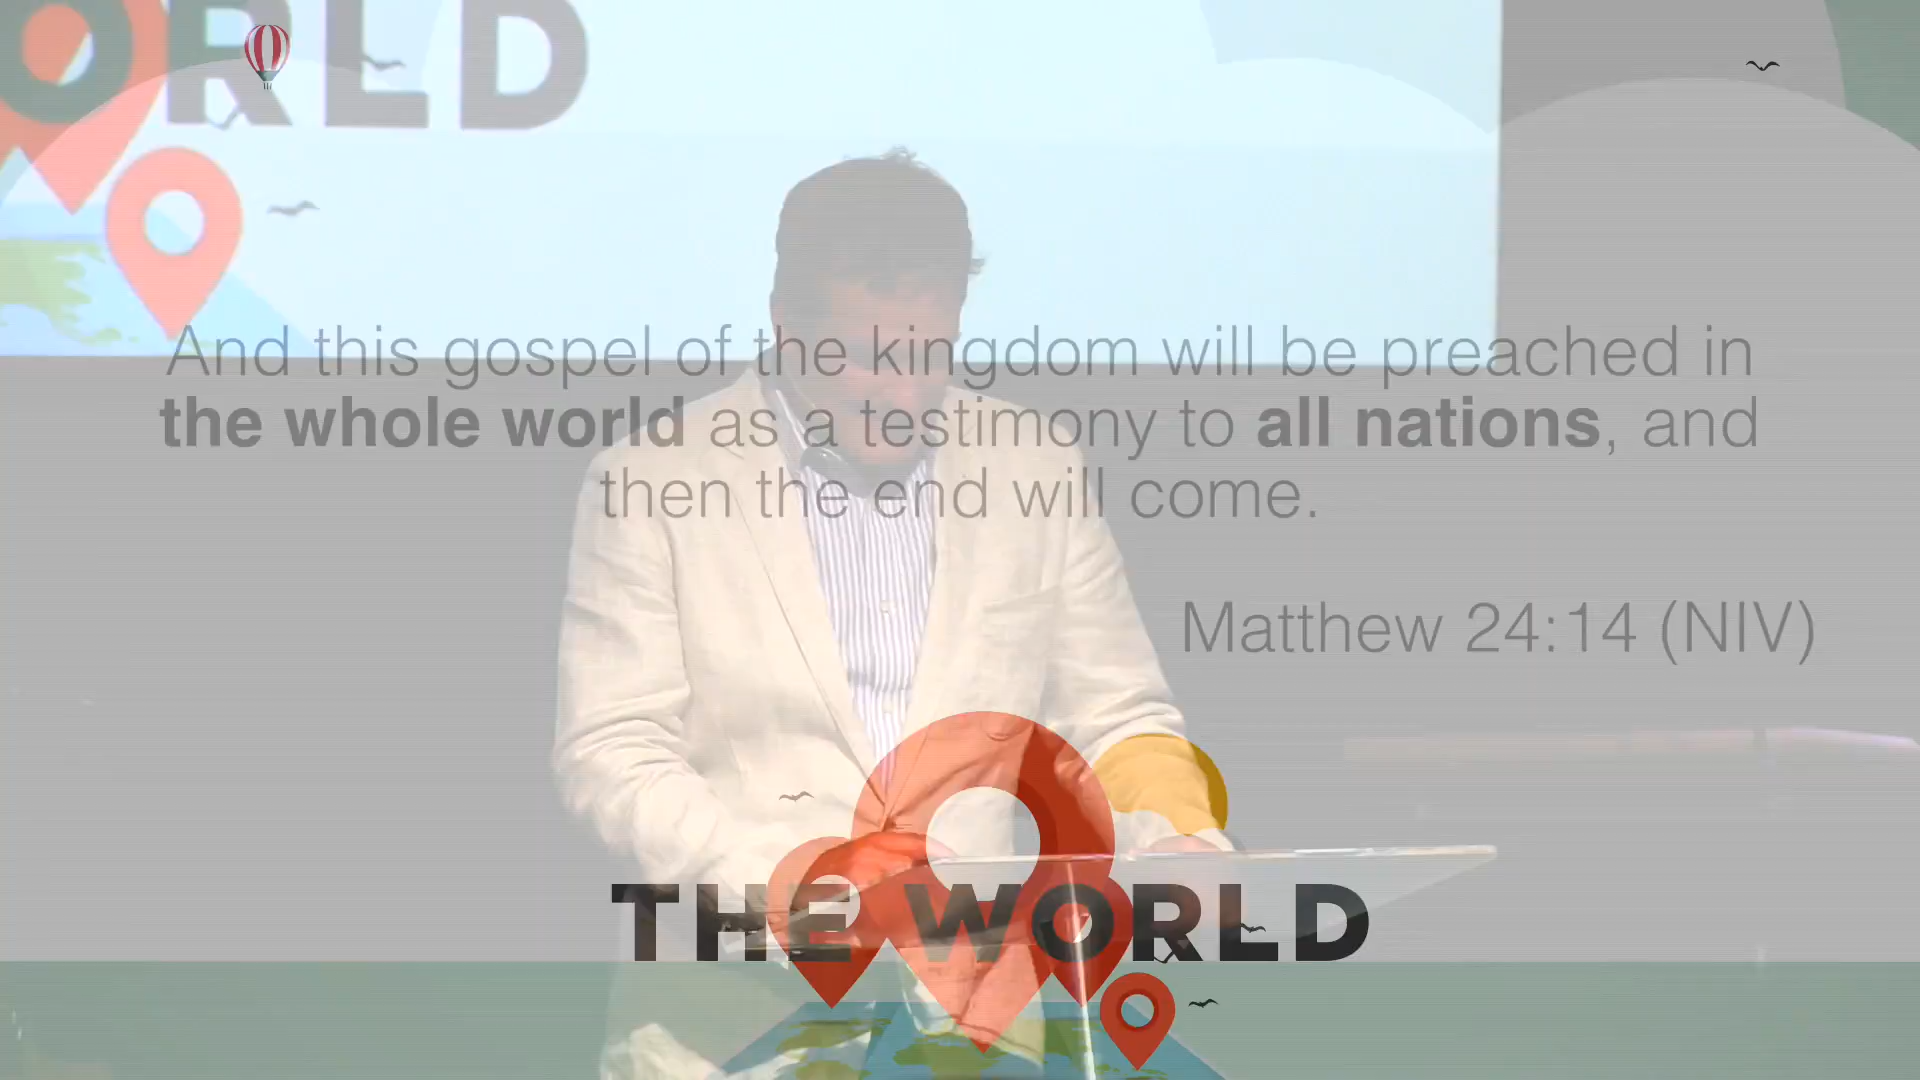 ORLD
And this gospel of the kingdom will be preached in
the whole world as a testimony to all nations, and
then the end will come.
Matthew 24:14 (NIV)
THE WORLD